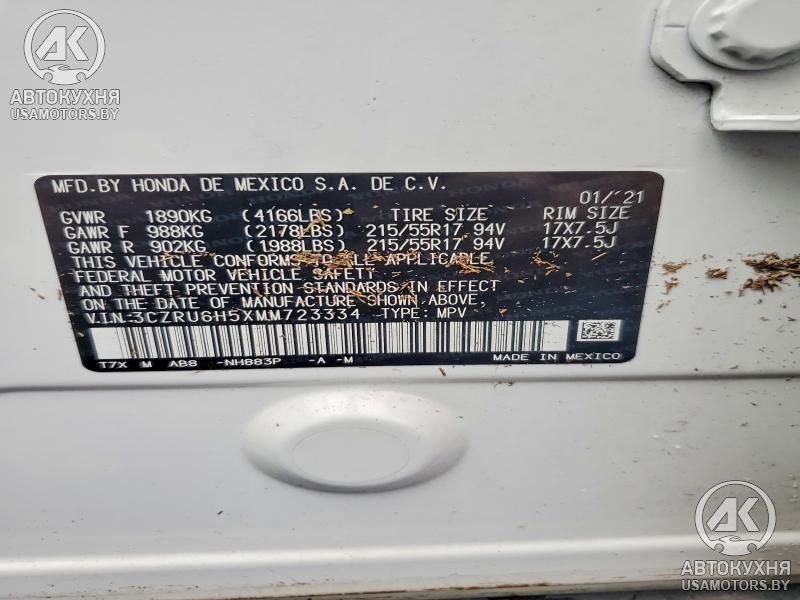 AK
АВТОКУХНЯ
USAMOTORS.BY
MFD.BY HONDA DE MEXICO S.A. DE C.V.
01/'21
GVWR 1890KG (4166LBS) TIRE SIZE RIM SIZE
GAWR F 988KG (2178LBS) 215/55R17 94V 17X7.5J
GAWR R 902KG (1988LBS) 215/55R17 94V 17X7.5J
THIS VEHICLE CONFORMS TO ALL APPLICABLE
FEDERAL MOTOR VEHICLE SAFETY
AND THEFT PREVENTION STANDARDS IN EFFECT
ON THE DATE OF MANUFACTURE SHOWN ABOVE.
V.I.N:3CZRU6H5XMM723334 TYPE: MPV
T7X M AB8 -NH883P -A -M MADE IN MEXICO
AK
АВТОКУХНЯ
USAMOTORS.BY